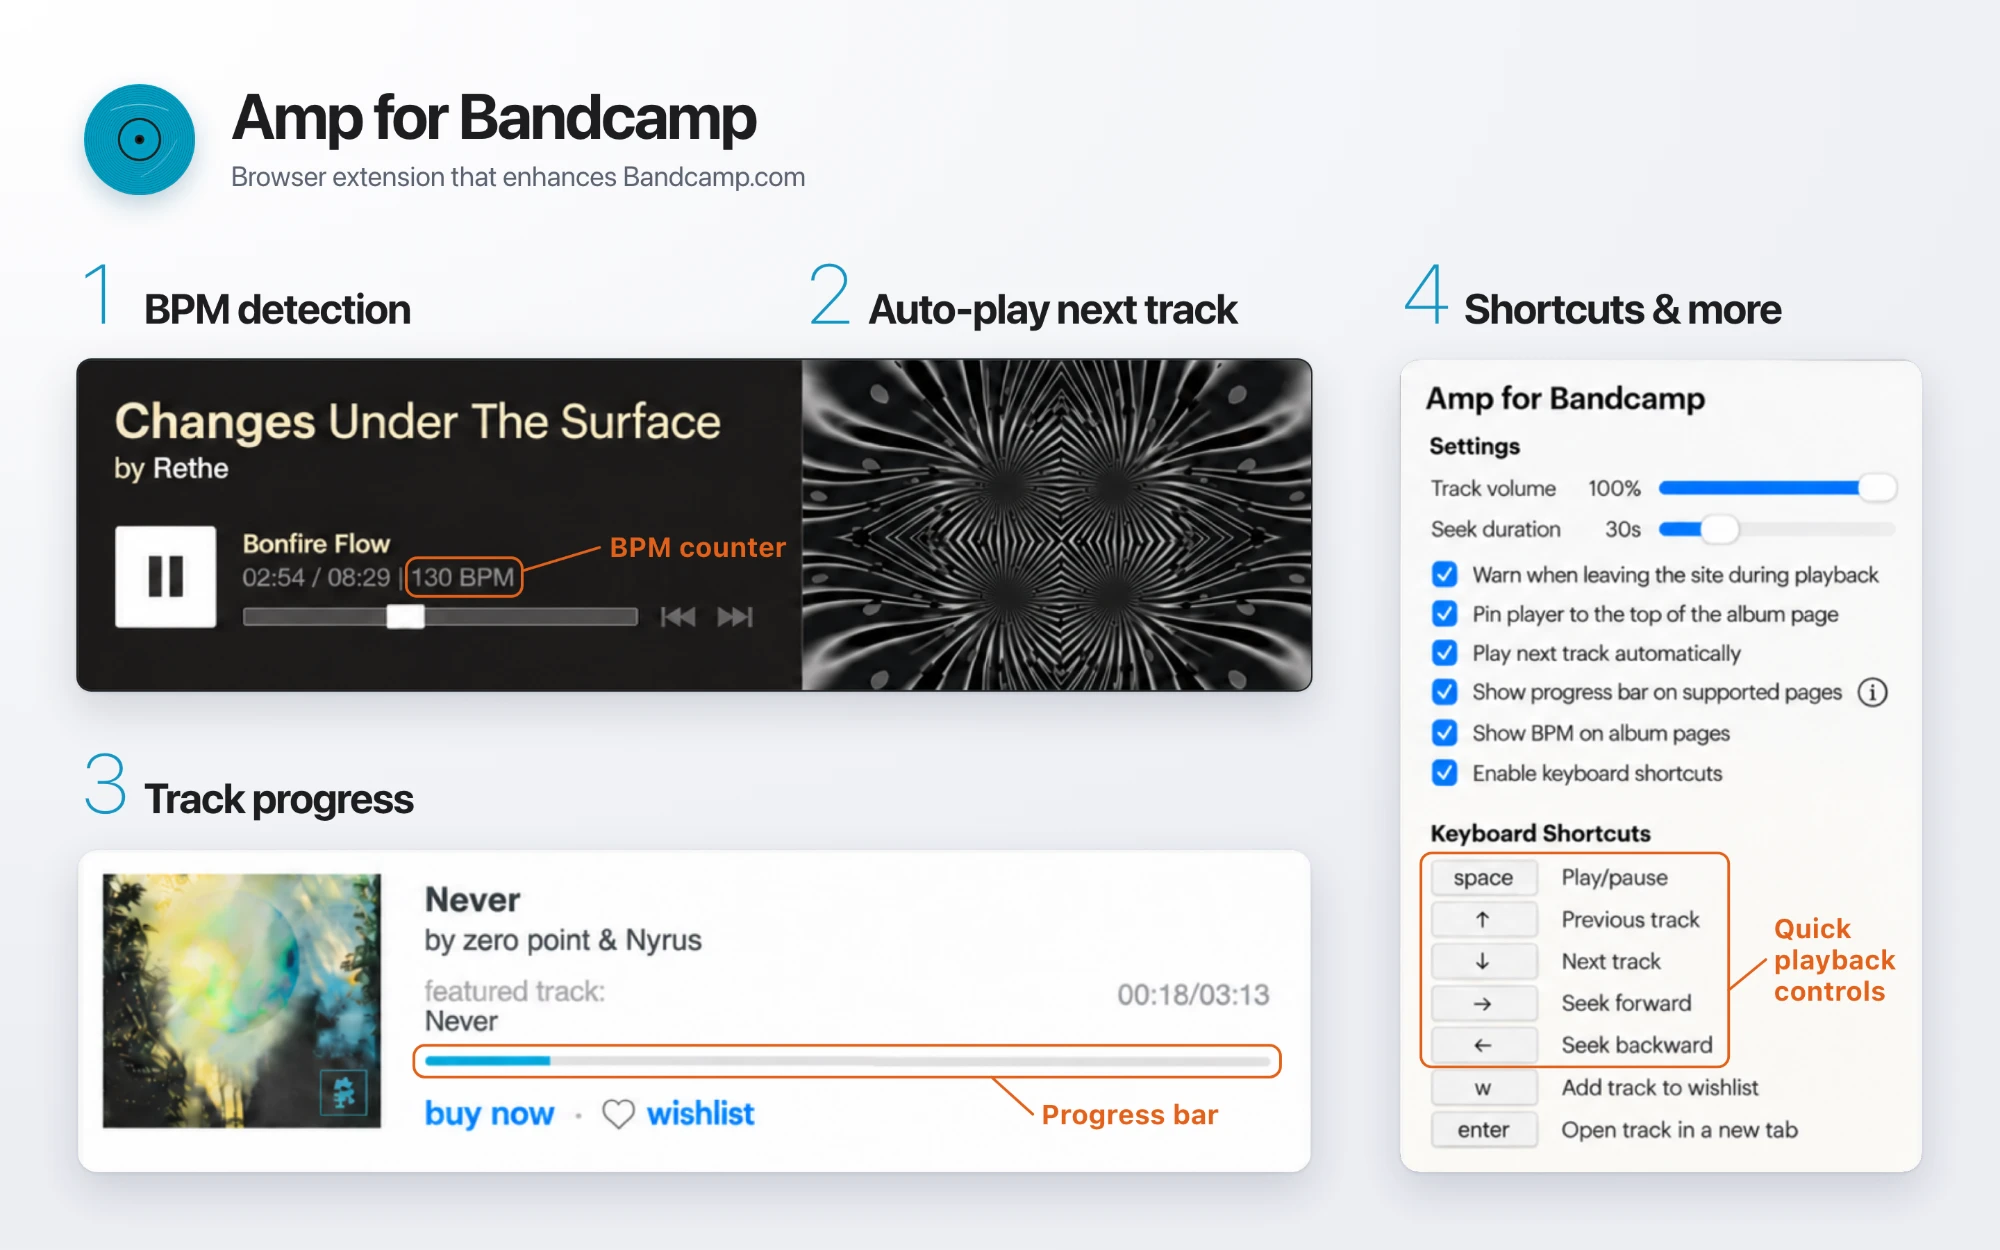 Amp for Bandcamp
Browser extension that enhances Bandcamp.com
1 BPM detection
2 Auto-play next track
Changes Under The Surface
by Rethe
Bonfire Flow
02:54 / 08:29 | 130 BPM
BPM counter
3 Track progress
Never
by zero point & Nyrus
featured track:
Never
00:18/03:13
buy now · wishlist
Progress bar
4 Shortcuts & more
Amp for Bandcamp
Settings
Track volume 100%
Seek duration 30s
Warn when leaving the site during playback
Pin player to the top of the album page
Play next track automatically
Show progress bar on supported pages
Show BPM on album pages
Enable keyboard shortcuts
Keyboard Shortcuts
space Play/pause
↑ Previous track
↓ Next track
→ Seek forward
← Seek backward
w Add track to wishlist
enter Open track in a new tab
Quick
playback
controls